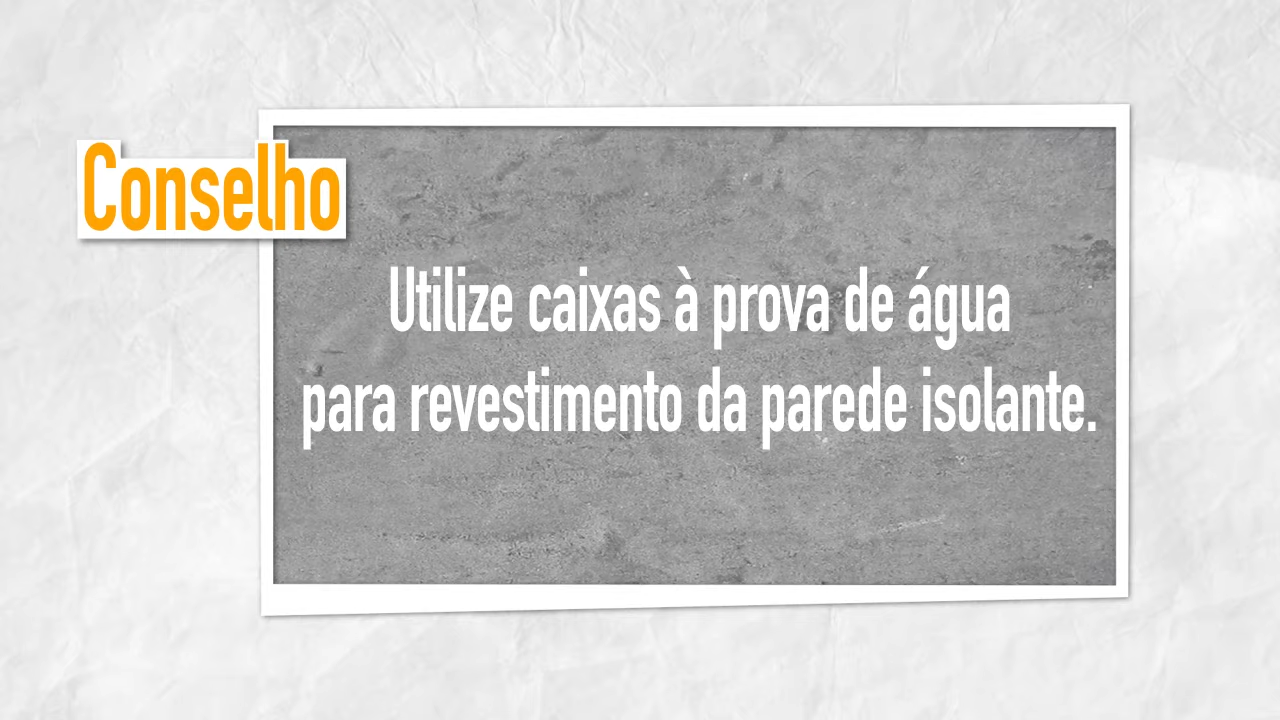 Conselho
Utilize caixas à prova de água
para revestimento da parede isolante.